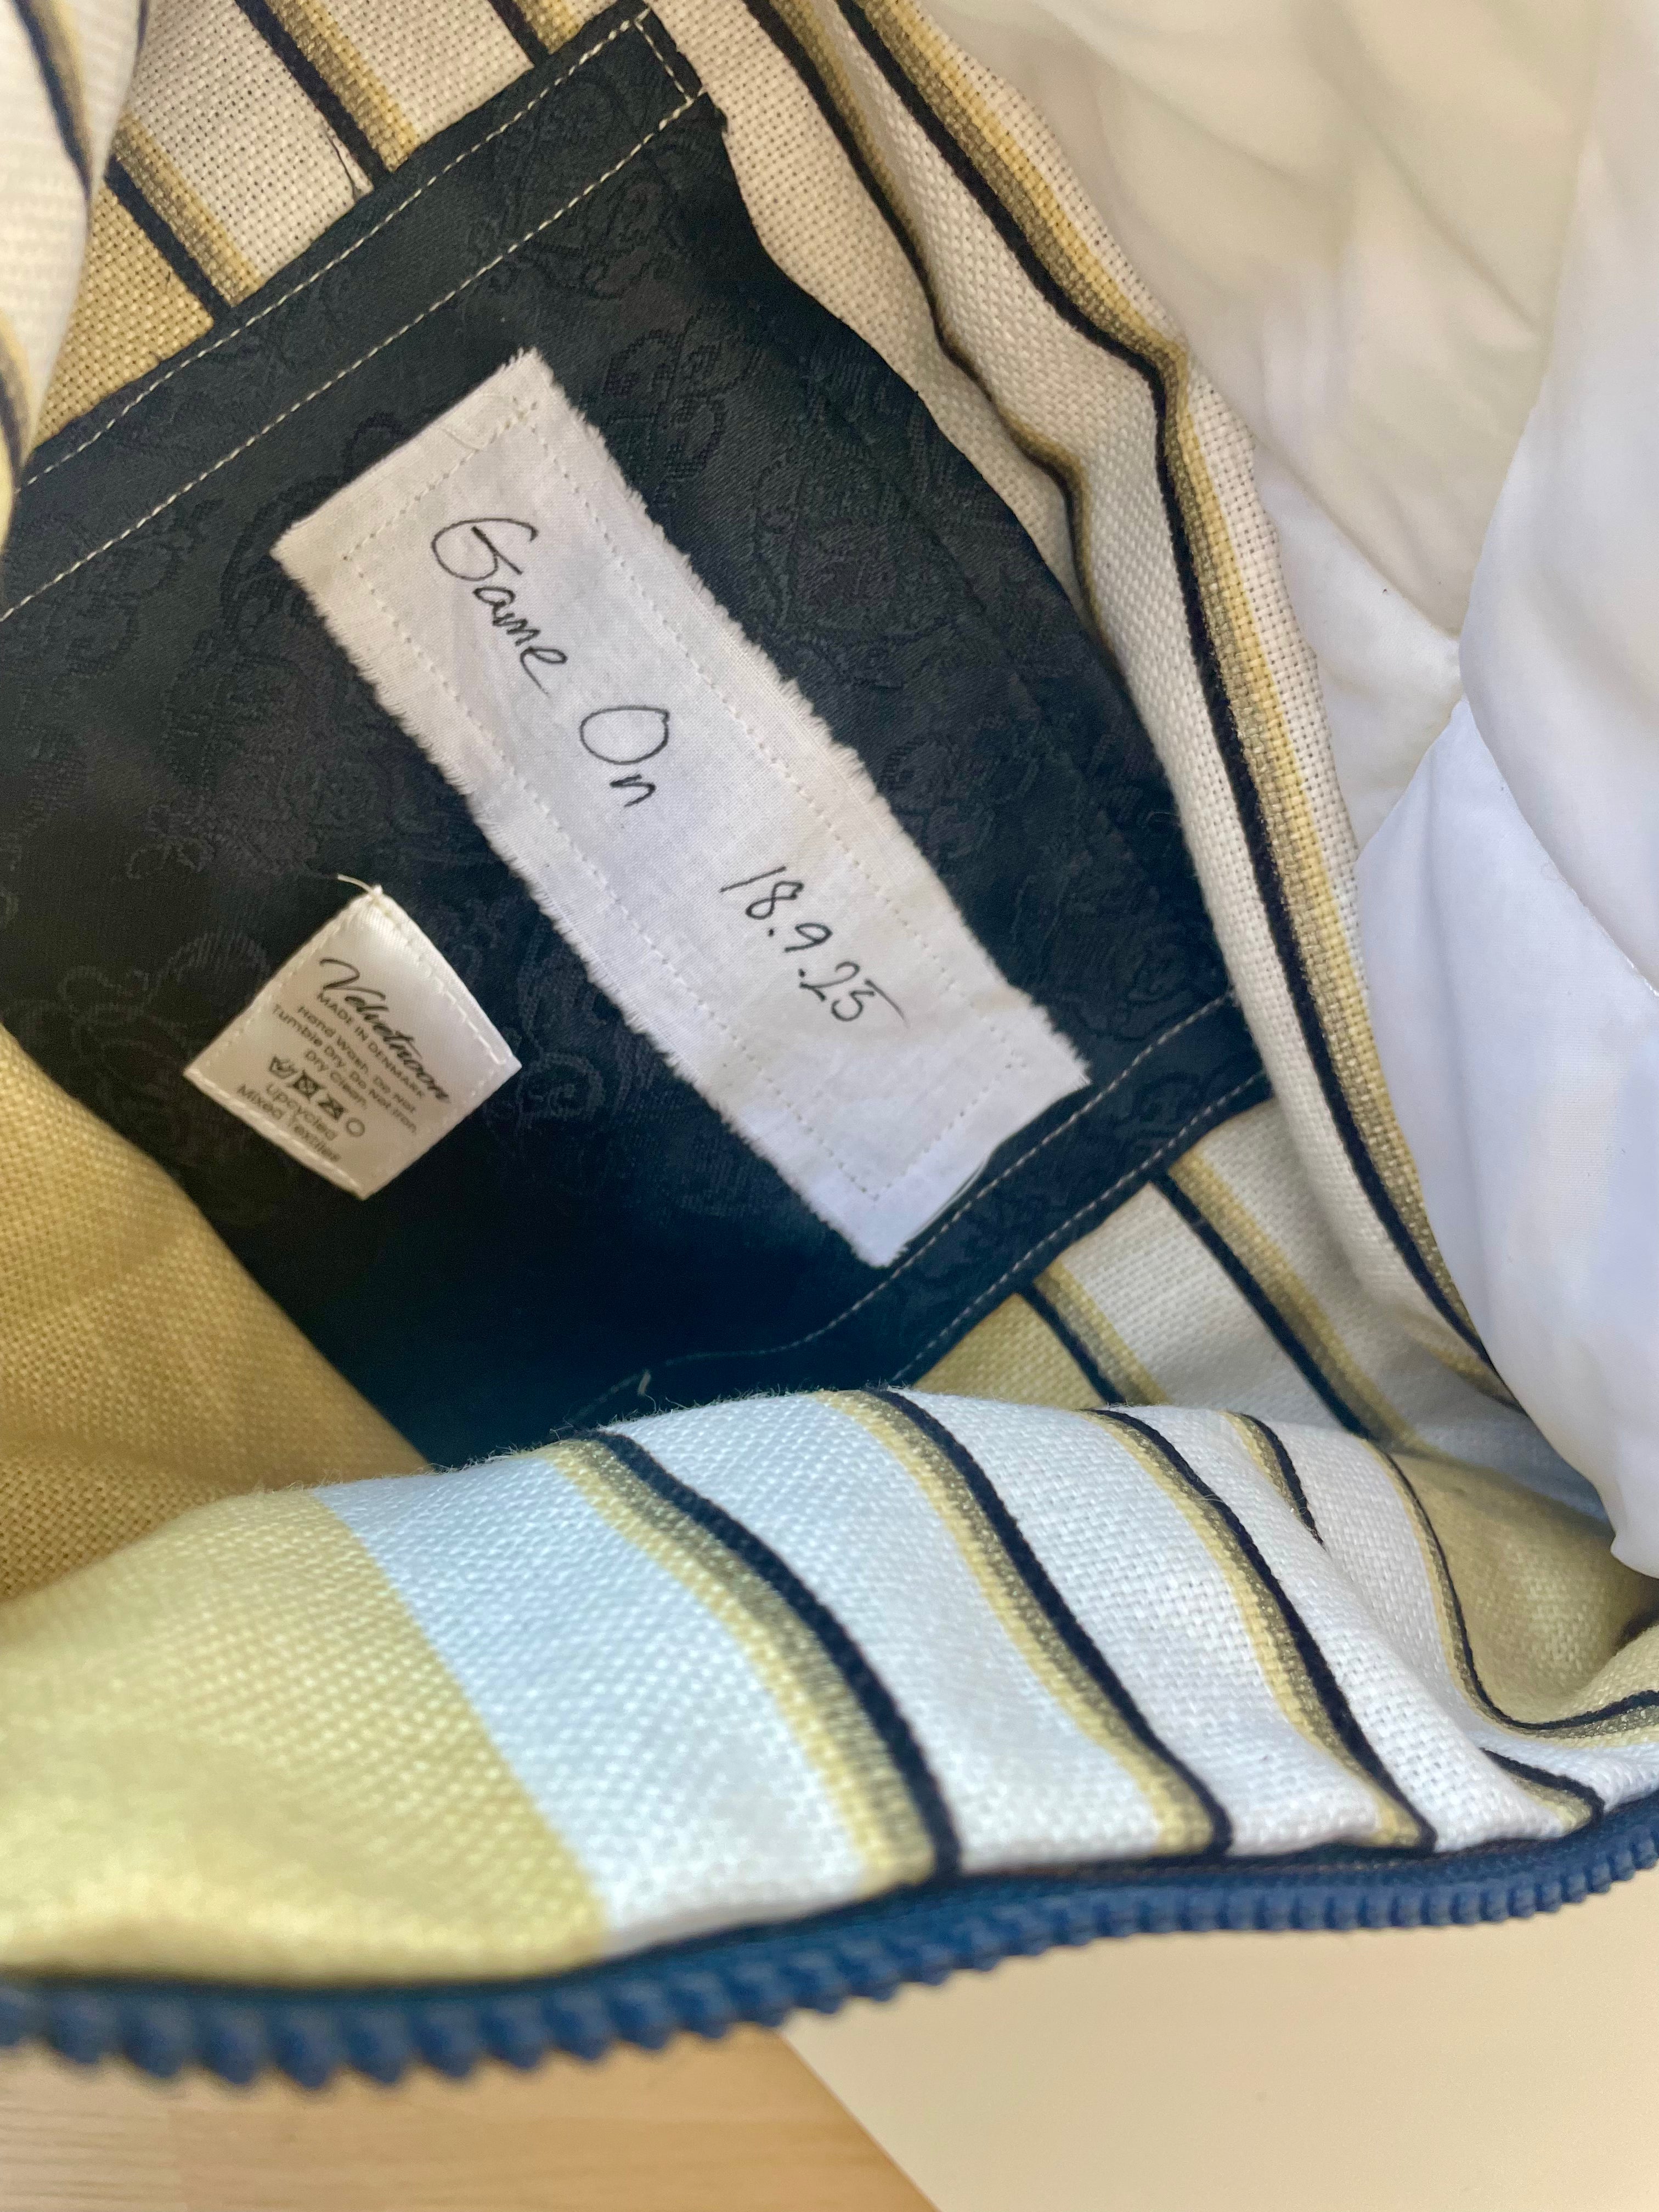 Game On 18.9.25
Velvetmoon
MADE IN DENMARK
Hand Wash. Do Not
Tumble Dry. Do Not Iron.
Dry Clean.
Upcycled
Mixed Textiles